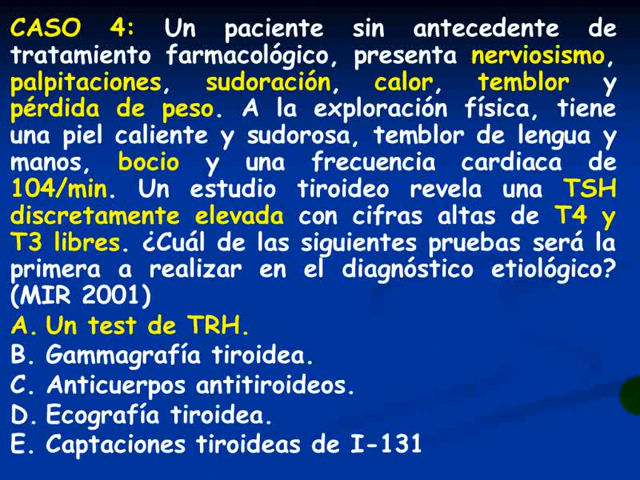 CASO 4: Un paciente sin antecedente de
tratamiento farmacológico, presenta nerviosismo,
palpitaciones, sudoración, calor, temblor y
pérdida de peso. A la exploración física, tiene
una piel caliente y sudorosa, temblor de lengua y
manos, bocio y una frecuencia cardiaca de
104/min. Un estudio tiroideo revela una TSH
discretamente elevada con cifras altas de T4 y
T3 libres. ¿Cuál de las siguientes pruebas será la
primera a realizar en el diagnóstico etiológico?
(MIR 2001)
A. Un test de TRH.
B. Gammagrafía tiroidea.
C. Anticuerpos antitiroideos.
D. Ecografía tiroidea.
E. Captaciones tiroideas de I-131